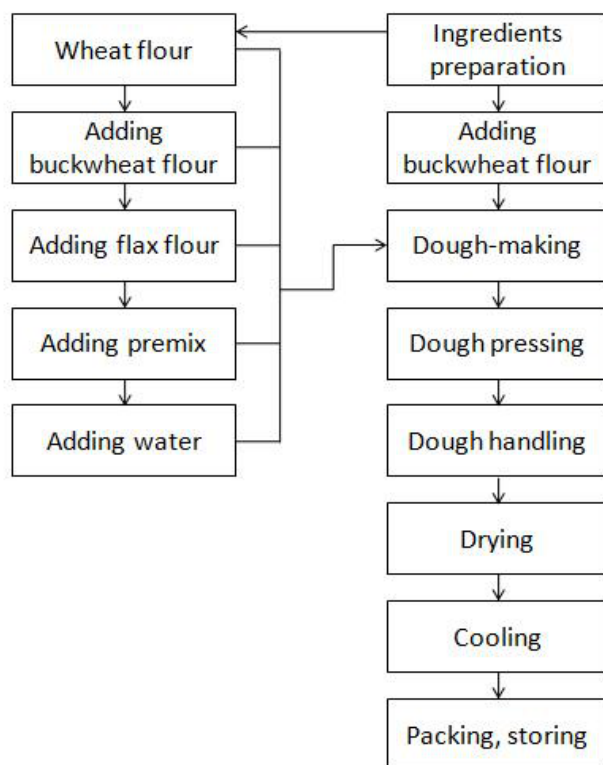 Wheat flour
Adding
buckwheat flour
Adding flax flour
Adding premix
Adding water
Ingredients
preparation
Adding
buckwheat flour
Dough-making
Dough pressing
Dough handling
Drying
Cooling
Packing, storing